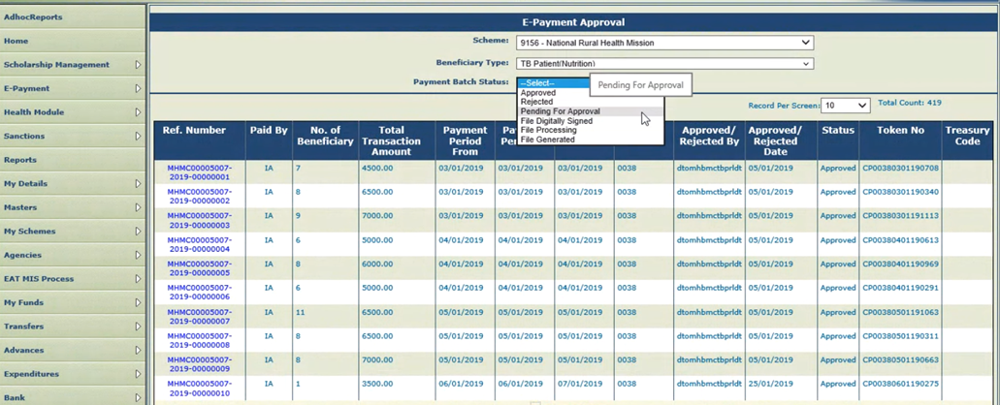 AdhocReports
Home
Scholarship Management
E-Payment
Health Module
Sanctions
Reports
My Details
Masters
My Schemes
Agencies
EAT MIS Process
My Funds
Transfers
Advances
Expenditures
Bank
E-Payment Approval
Scheme: 9156 - National Rural Health Mission
Beneficiary Type: TB Patient(Nutrition)
Payment Batch Status: --Select--
Approved
Rejected
Pending For Approval
File Digitally Signed
File Processing
File Generated
Pending For Approval
Record Per Screen: 10 Total Count: 419
Ref. Number Paid By No. of Beneficiary Total Transaction Amount Payment Period From Approved/ Rejected By Approved/ Rejected Date Status Token No Treasury Code
MHMC00005007-2019-00000001 IA 7 4500.00 03/01/2019 03/01/2019 03/01/2019 0038 dtomhbmctbprldt 05/01/2019 Approved CP00380301190708
MHMC00005007-2019-00000002 IA 8 6500.00 03/01/2019 03/01/2019 03/01/2019 0038 dtomhbmctbprldt 05/01/2019 Approved CP00380301190340
MHMC00005007-2019-00000003 IA 9 7000.00 03/01/2019 03/01/2019 03/01/2019 0038 dtomhbmctbprldt 05/01/2019 Approved CP00380301191113
MHMC00005007-2019-00000004 IA 6 5000.00 04/01/2019 04/01/2019 04/01/2019 0038 dtomhbmctbprldt 05/01/2019 Approved CP00380401190613
MHMC00005007-2019-00000005 IA 8 6000.00 04/01/2019 04/01/2019 04/01/2019 0038 dtomhbmctbprldt 05/01/2019 Approved CP00380401190969
MHMC00005007-2019-00000006 IA 6 5000.00 04/01/2019 04/01/2019 04/01/2019 0038 dtomhbmctbprldt 05/01/2019 Approved CP00380401190291
MHMC00005007-2019-00000007 IA 11 6500.00 05/01/2019 05/01/2019 05/01/2019 0038 dtomhbmctbprldt 05/01/2019 Approved CP00380501191063
MHMC00005007-2019-00000008 IA 8 6500.00 05/01/2019 05/01/2019 05/01/2019 0038 dtomhbmctbprldt 05/01/2019 Approved CP00380501190311
MHMC00005007-2019-00000009 IA 8 7000.00 05/01/2019 05/01/2019 05/01/2019 0038 dtomhbmctbprldt 05/01/2019 Approved CP00380501190663
MHMC00005007-2019-00000010 IA 1 3500.00 06/01/2019 06/01/2019 07/01/2019 0038 dtomhbmctbprldt 25/01/2019 Approved CP00380601190275